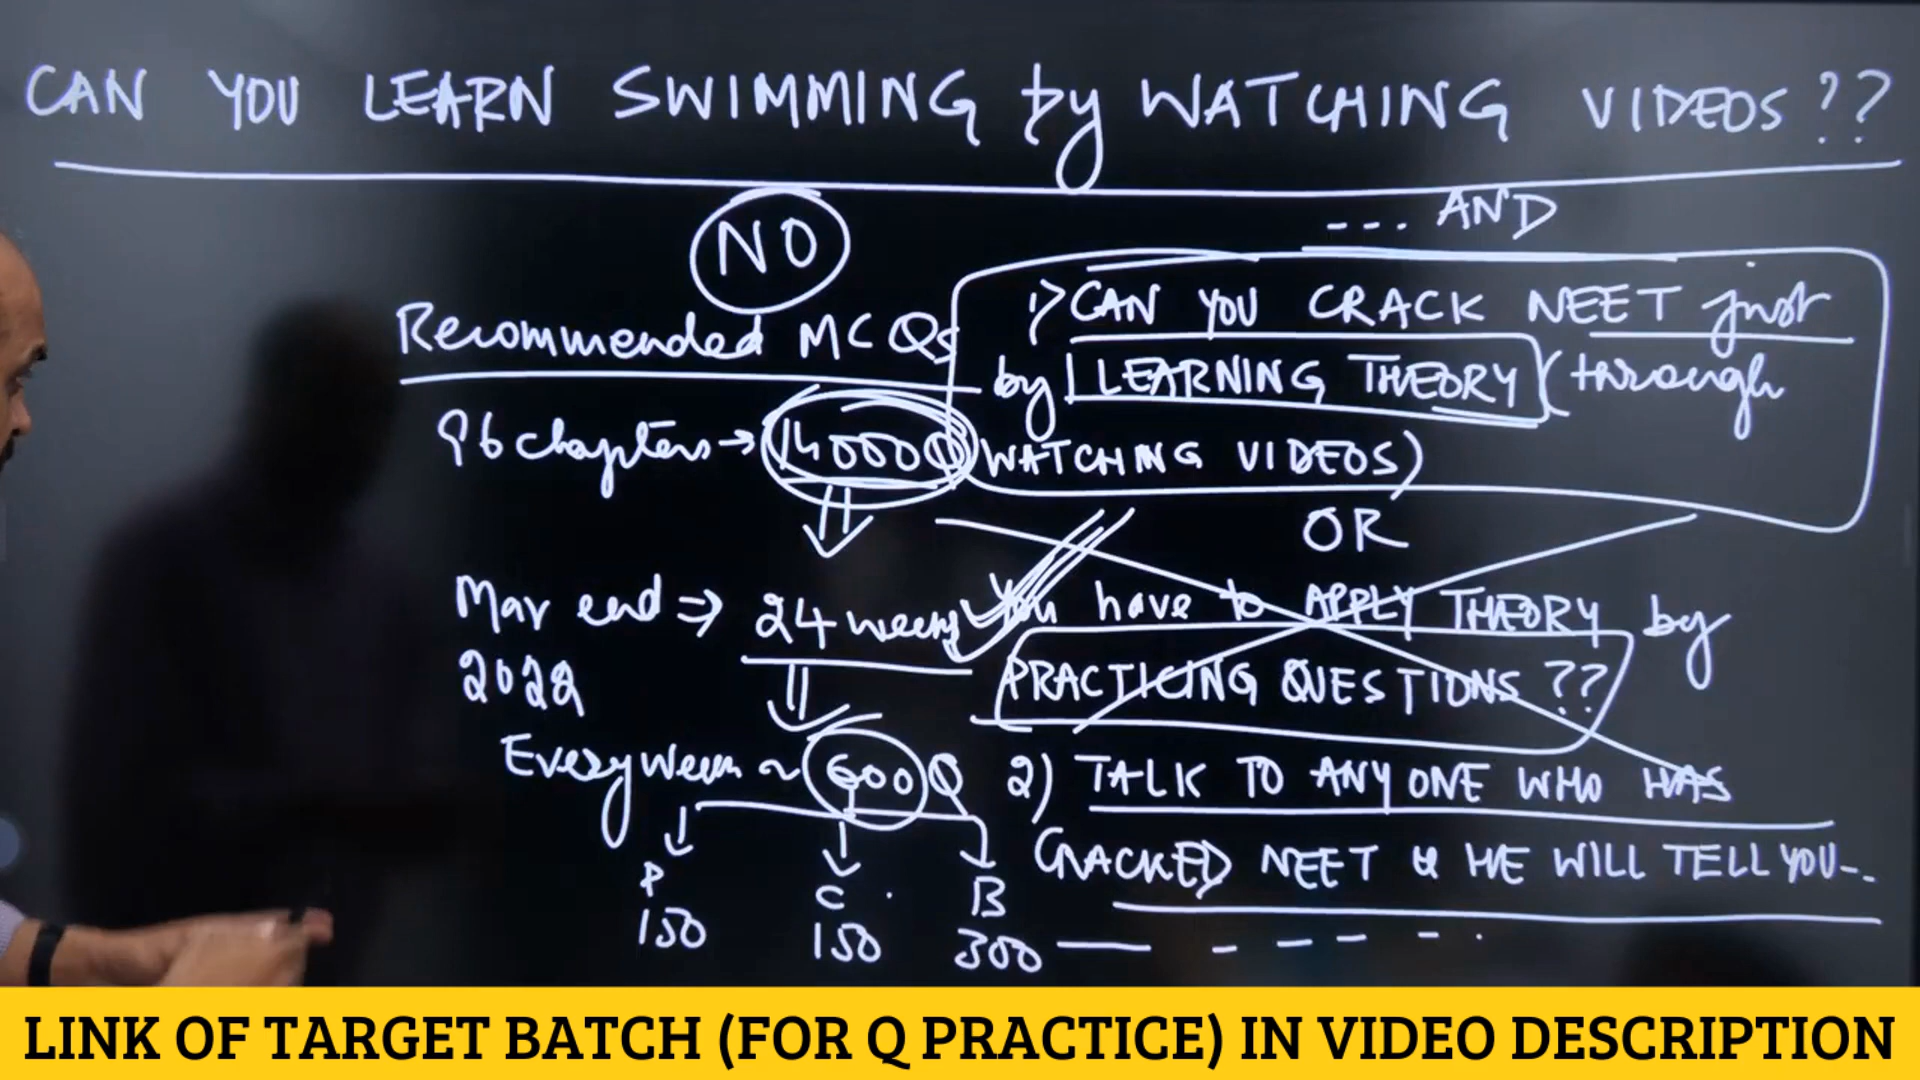 CAN YOU LEARN SWIMMING by WATCHING VIDEOS ??
NO
--- AND
Recommended MCQs
96 chapters → 14000 Q
Mar end ⇒ 24 weeks
2022
Every week ~ 600 Q
P C B
150 150 300
1) CAN YOU CRACK NEET just
by LEARNING THEORY (through
WATCHING VIDEOS)
OR
You have to APPLY THEORY by
PRACTICING QUESTIONS ??
2) TALK TO ANY ONE WHO HAS
CRACKED NEET & HE WILL TELL YOU--.
LINK OF TARGET BATCH (FOR Q PRACTICE) IN VIDEO DESCRIPTION